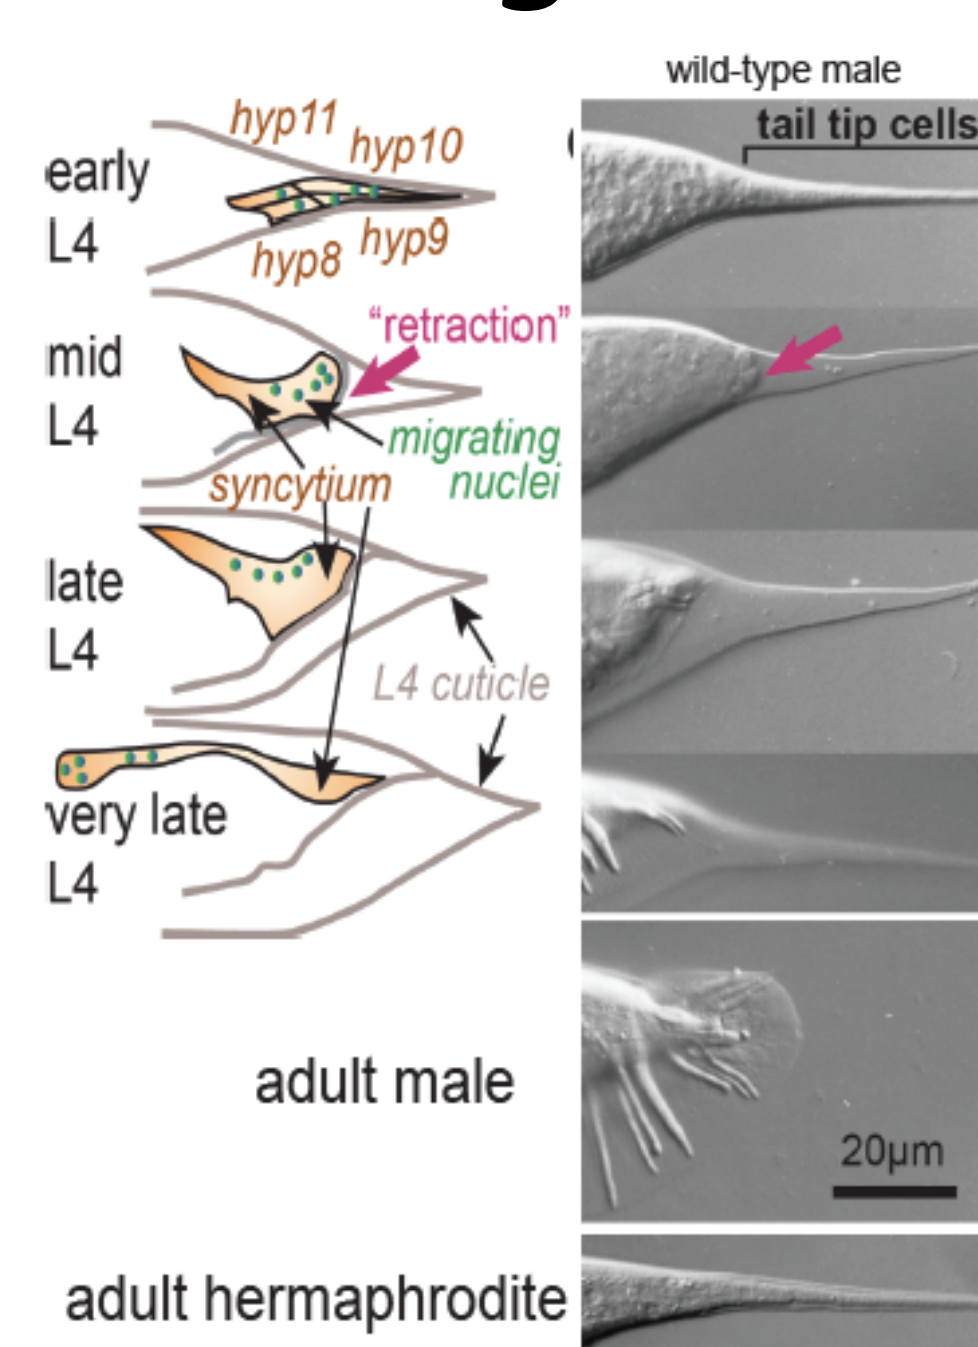 wild-type male
tail tip cells
hyp11
hyp10
early
L4
hyp9
hyp8
"retraction"
mid
L4
migrating
nuclei
syncytium
late
L4
L4 cuticle
very late
L4
adult male
20µm
adult hermaphrodite